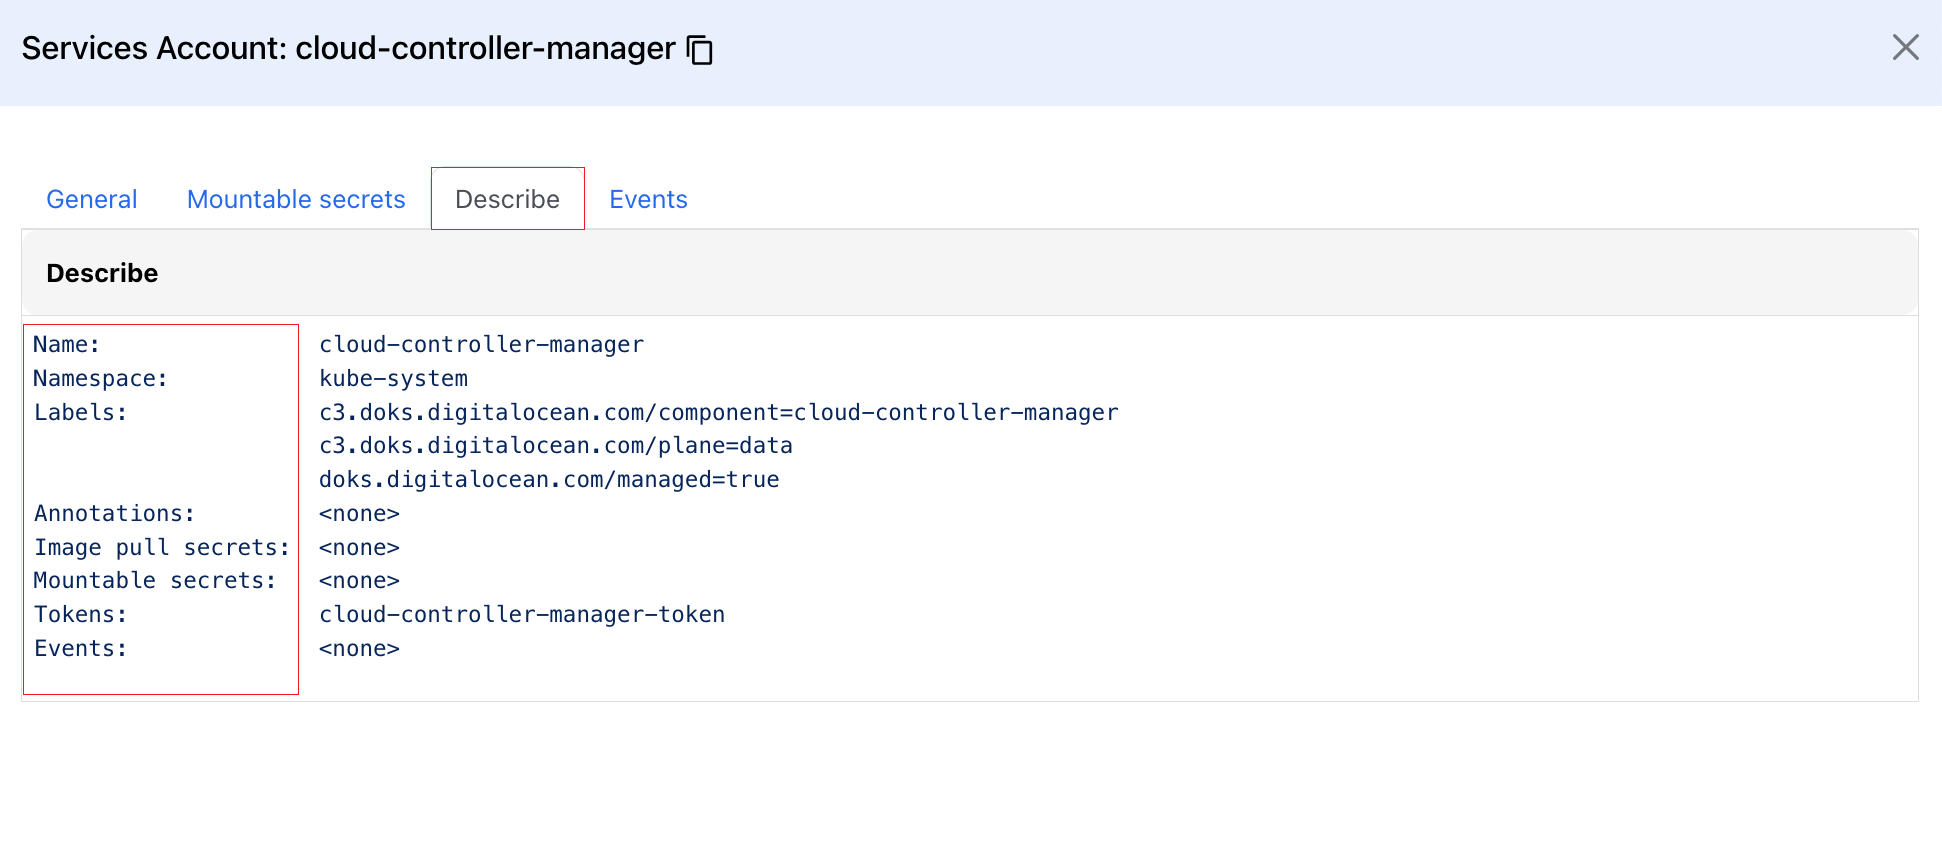 Services Account: cloud-controller-manager
General Mountable secrets Describe Events
Describe
Name: cloud-controller-manager
Namespace: kube-system
Labels: c3.doks.digitalocean.com/component=cloud-controller-manager
c3.doks.digitalocean.com/plane=data
doks.digitalocean.com/managed=true
Annotations: <none>
Image pull secrets: <none>
Mountable secrets: <none>
Tokens: cloud-controller-manager-token
Events: <none>